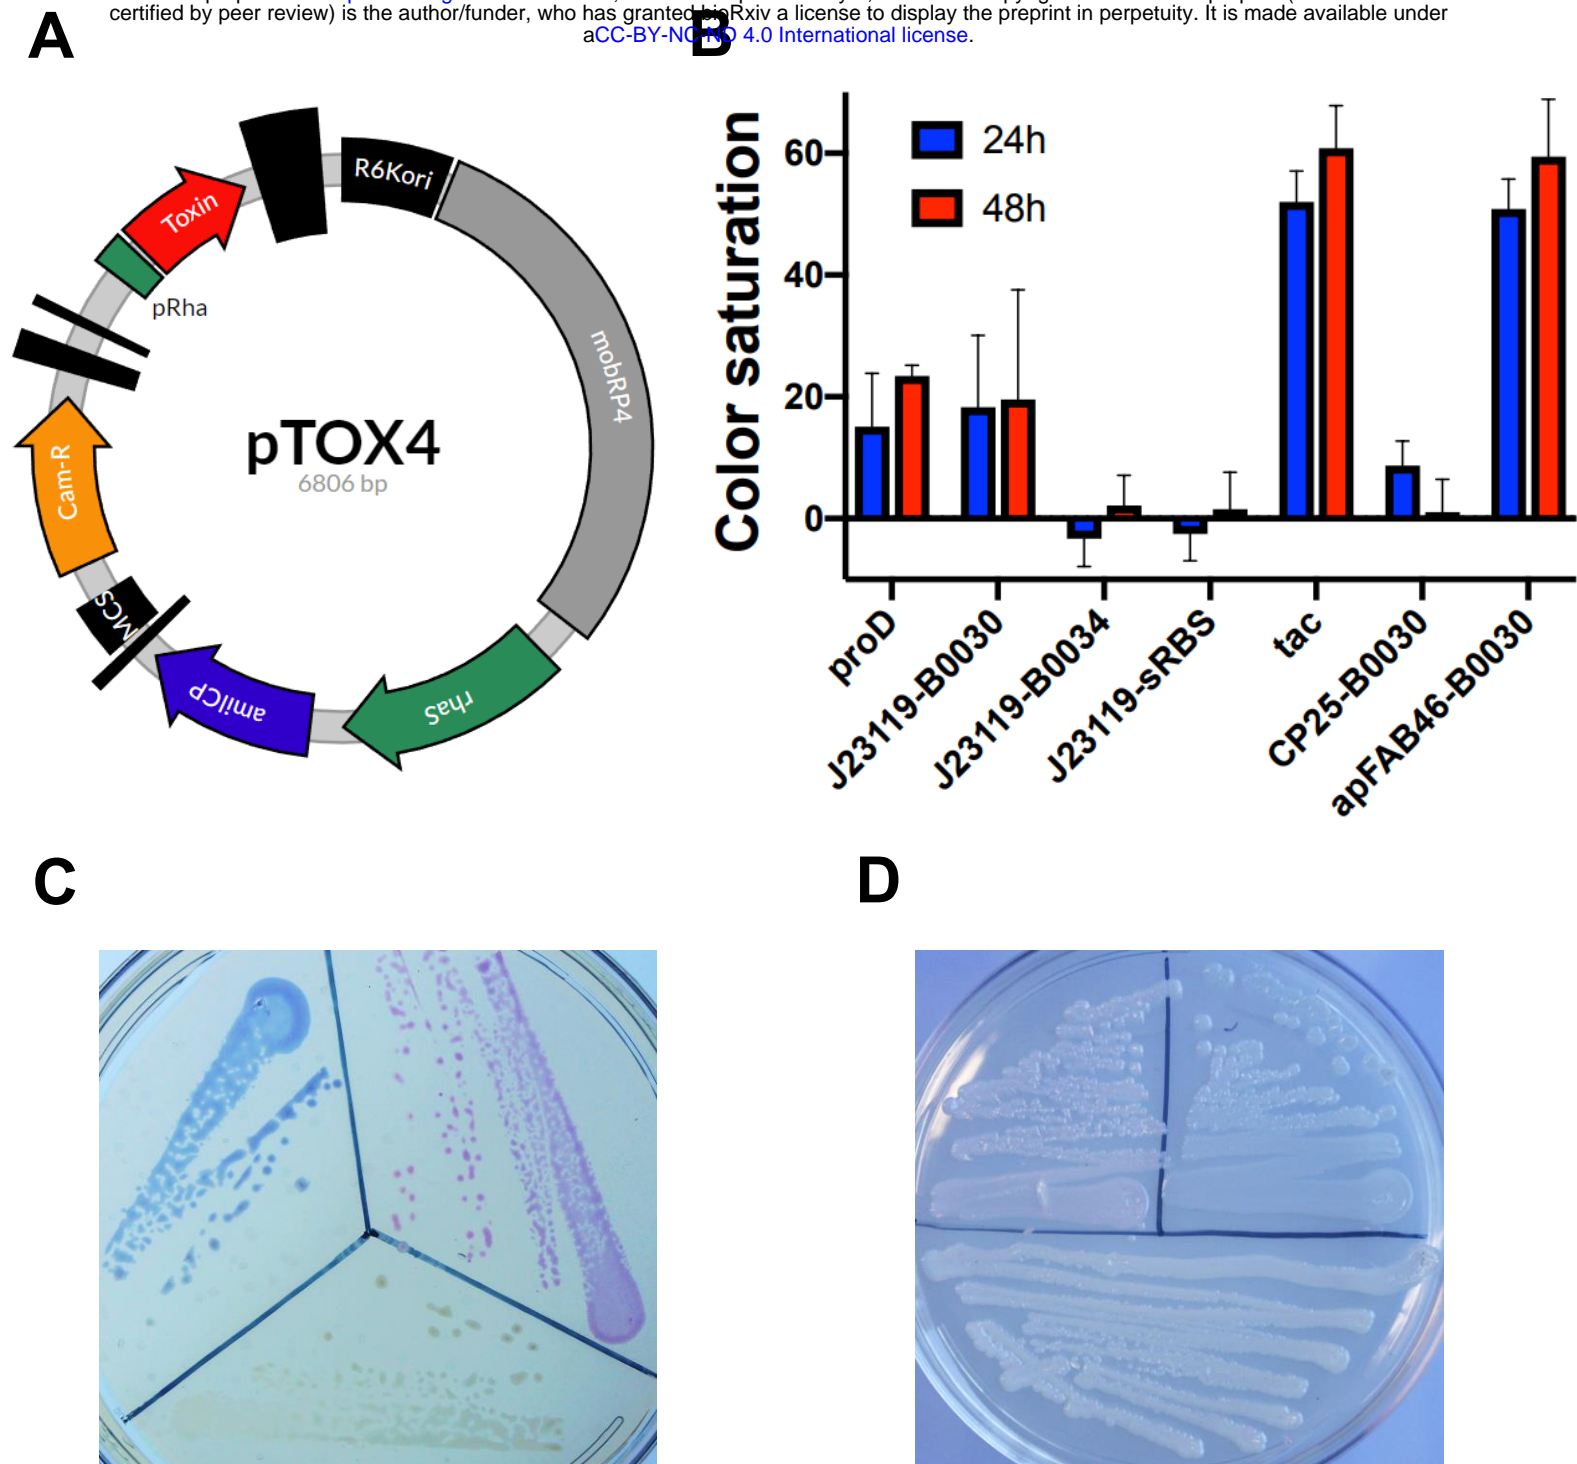 certified by peer review) is the author/funder, who has granted bioRxiv a license to display the preprint in perpetuity. It is made available under
aCC-BY-NC-ND 4.0 International license.
A
B
R6Kori
Toxin
pRha
mobRP4
pTOX4
6806 bp
Cam-R
MCS
amilCP
rhaS
Color saturation
24h
48h
60
40
20
0
proD
J23119-B0030
J23119-B0034
J23119-sRBS
tac
CP25-B0030
apFAB46-B0030
C
D